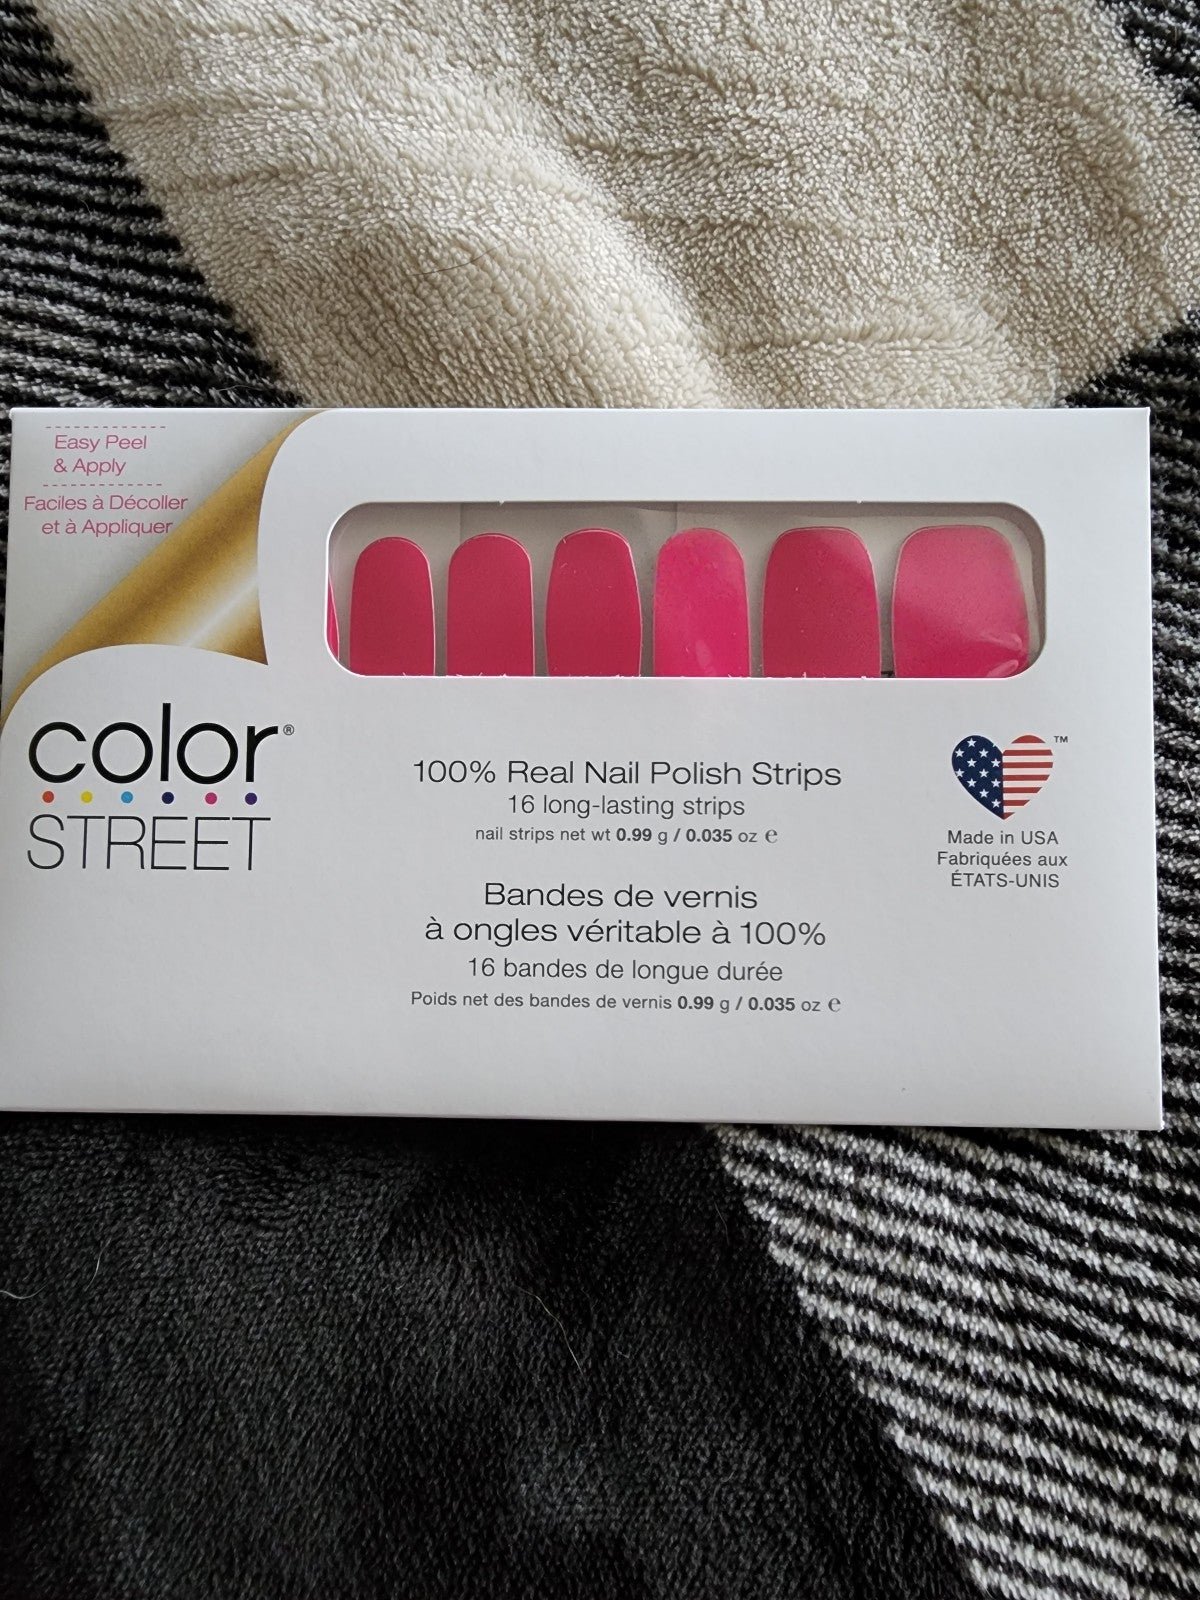 Easy Peel
& Apply
Faciles à Décoller
et à Appliquer
color®
STREET
100% Real Nail Polish Strips
16 long-lasting strips
nail strips net wt 0.99 g / 0.035 oz ℮
Bandes de vernis
à ongles véritable à 100%
16 bandes de longue durée
Poids net des bandes de vernis 0.99 g / 0.035 oz ℮
™
Made in USA
Fabriquées aux
ÉTATS-UNIS